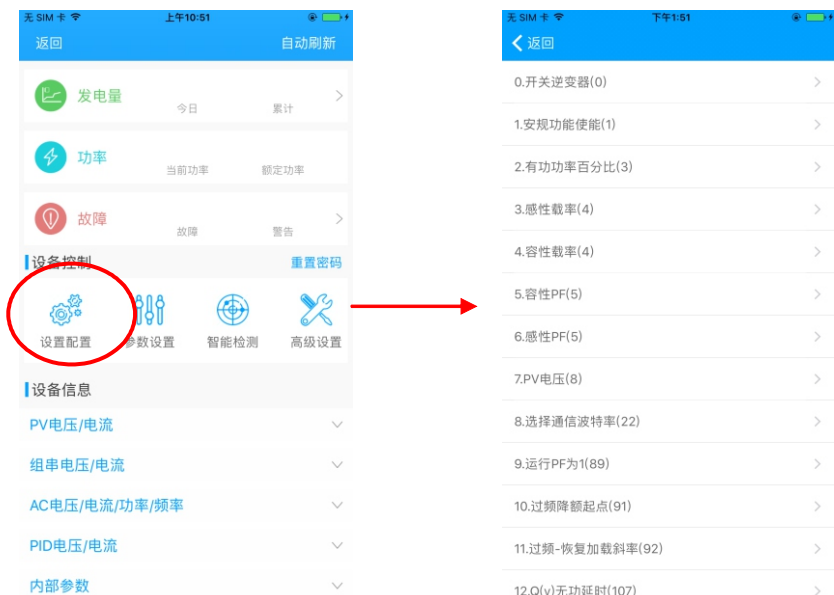 无 SIM 卡 上午10:51
返回 自动刷新
发电量 今日 累计
功率 当前功率 额定功率
故障 故障 警告
设备控制 重置密码
设置配置 参数设置 智能检测 高级设置
设备信息
PV电压/电流
组串电压/电流
AC电压/电流/功率/频率
PID电压/电流
内部参数
无 SIM 卡 下午1:51
返回
0.开关逆变器(0)
1.安规功能使能(1)
2.有功功率百分比(3)
3.感性载率(4)
4.容性载率(4)
5.容性PF(5)
6.感性PF(5)
7.PV电压(8)
8.选择通信波特率(22)
9.运行PF为1(89)
10.过频降额起点(91)
11.过频-恢复加载斜率(92)
12.Q(v)无功延时(107)